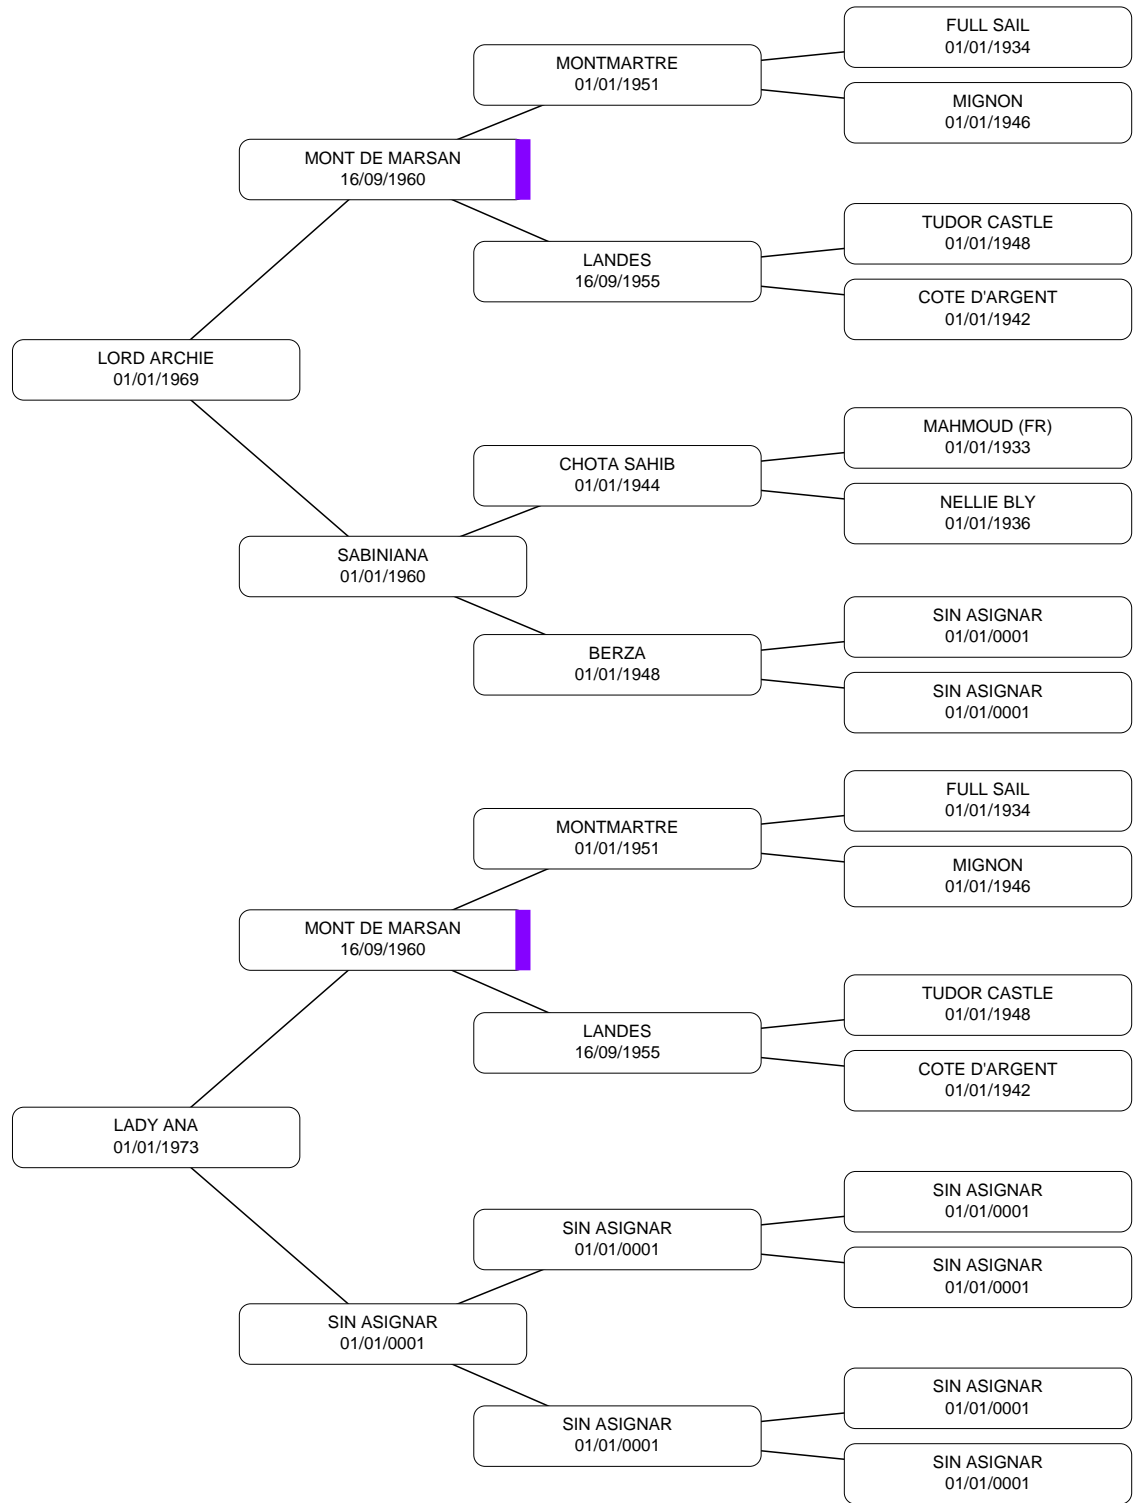 FULL SAIL
01/01/1934
MONTMARTRE
01/01/1951
MIGNON
01/01/1946
MONT DE MARSAN
16/09/1960
TUDOR CASTLE
01/01/1948
LANDES
16/09/1955
COTE D'ARGENT
01/01/1942
LORD ARCHIE
01/01/1969
MAHMOUD (FR)
01/01/1933
CHOTA SAHIB
01/01/1944
NELLIE BLY
01/01/1936
SABINIANA
01/01/1960
SIN ASIGNAR
01/01/0001
BERZA
01/01/1948
SIN ASIGNAR
01/01/0001
FULL SAIL
01/01/1934
MONTMARTRE
01/01/1951
MIGNON
01/01/1946
MONT DE MARSAN
16/09/1960
TUDOR CASTLE
01/01/1948
LANDES
16/09/1955
COTE D'ARGENT
01/01/1942
LADY ANA
01/01/1973
SIN ASIGNAR
01/01/0001
SIN ASIGNAR
01/01/0001
SIN ASIGNAR
01/01/0001
SIN ASIGNAR
01/01/0001
SIN ASIGNAR
01/01/0001
SIN ASIGNAR
01/01/0001
SIN ASIGNAR
01/01/0001